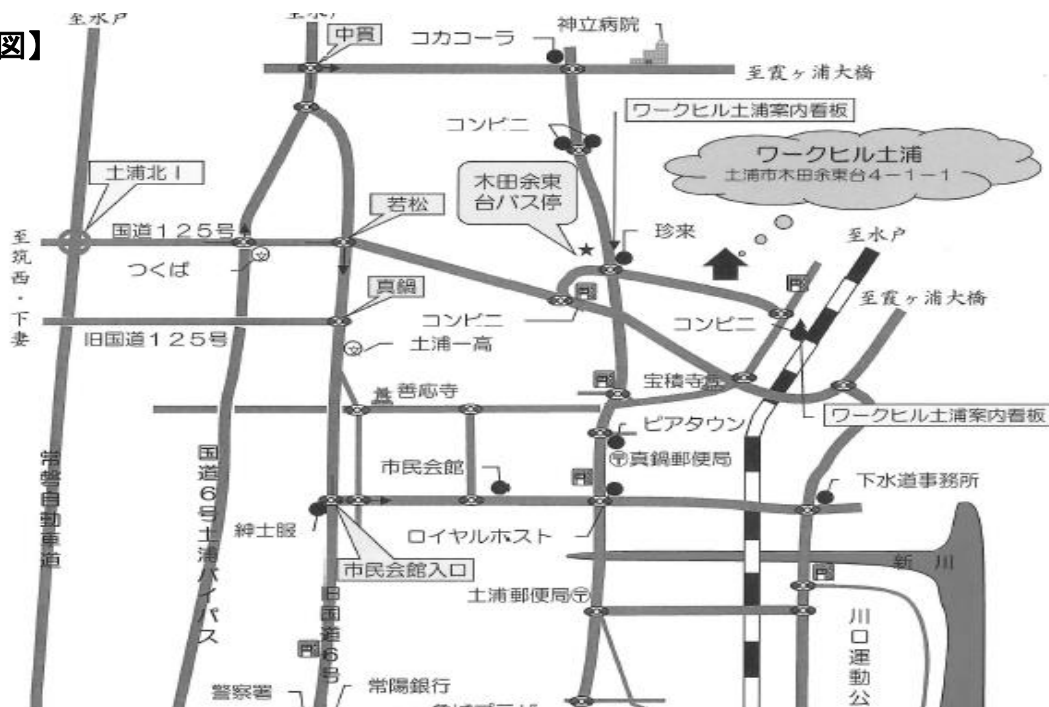 至水戸
至水戸
図】
中貫
コカコーラ
神立病院
至霞ヶ浦大橋
ワークヒル土浦案内看板
コンビニ
ワークヒル土浦
土浦市木田余東台4－1－1
土浦北I
木田余東
台バス停
若松
国道125号
至筑西・下妻
つくば
珍来
至水戸
真鍋
コンビニ
コンビニ
至霞ヶ浦大橋
旧国道125号
土浦一高
善応寺
宝積寺
ピアタウン
ワークヒル土浦案内看板
〒真鍋郵便局
市民会館
下水道事務所
常磐自動車道
国道6号土浦バイパス
紳士服
ロイヤルホスト
市民会館入口
新川
土浦郵便局〒
旧国道6号
川口運動公
警察署
常陽銀行